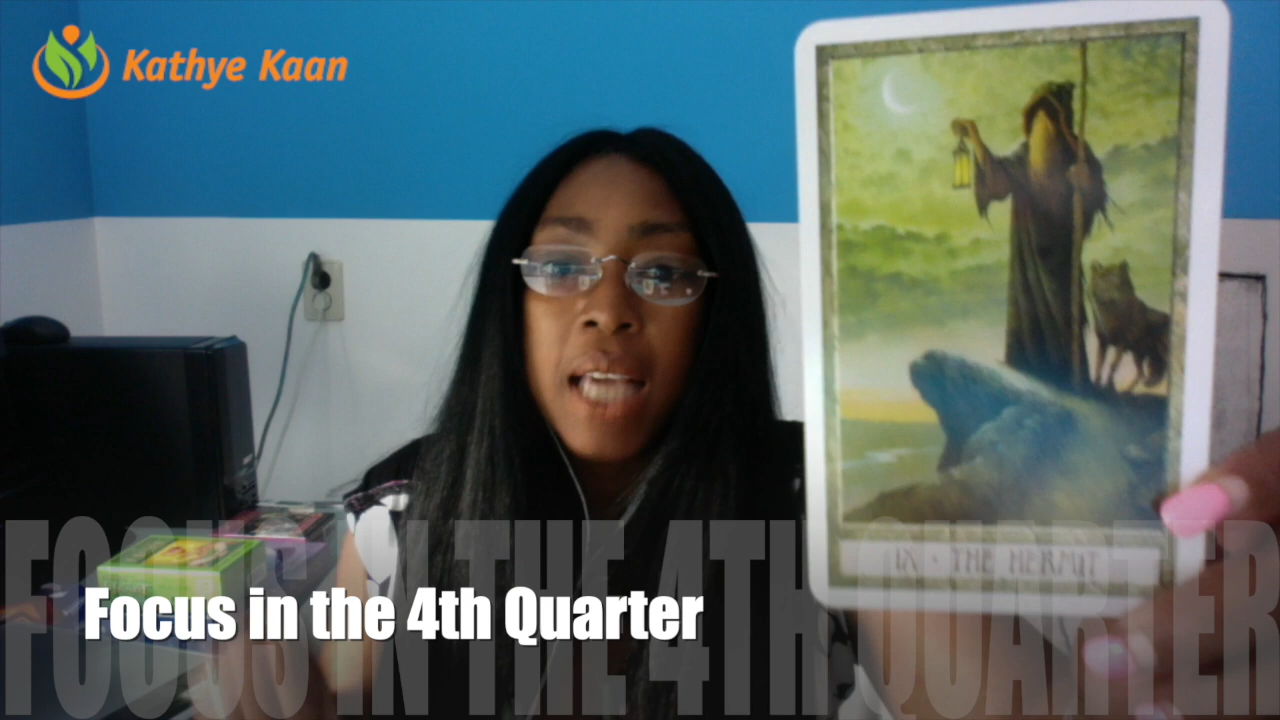 Kathye Kaan
IX · THE HERMIT
FOCUS IN THE 4TH QUARTER
Focus in the 4th Quarter